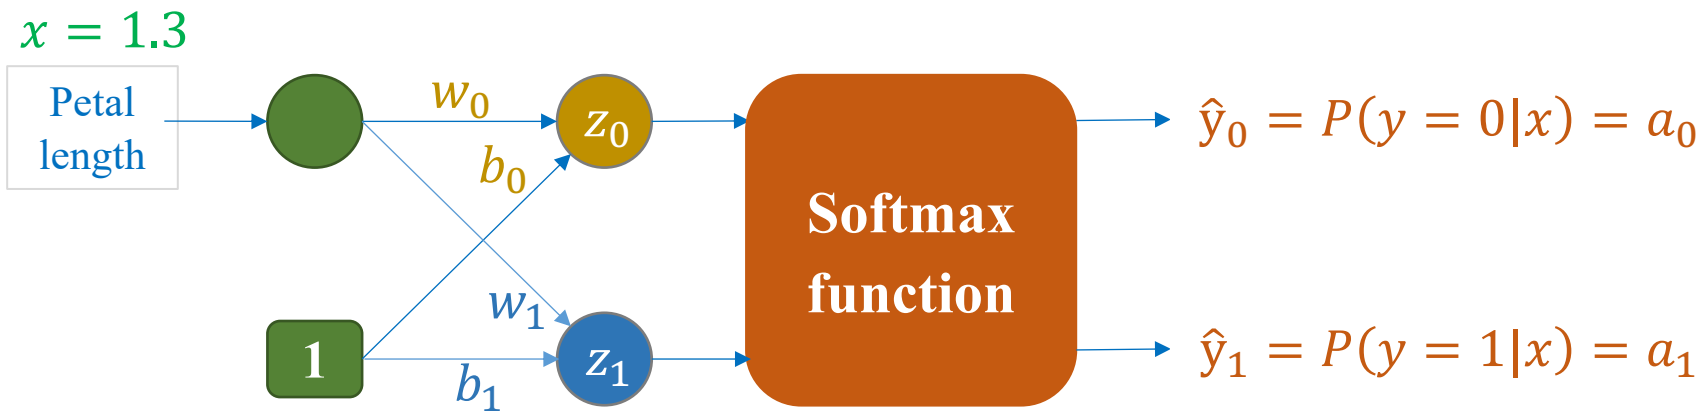 x = 1.3
Petal
length
w₀
z₀
b₀
ŷ₀ = P(y = 0|x) = a₀
Softmax
function
w₁
1
b₁
z₁
ŷ₁ = P(y = 1|x) = a₁